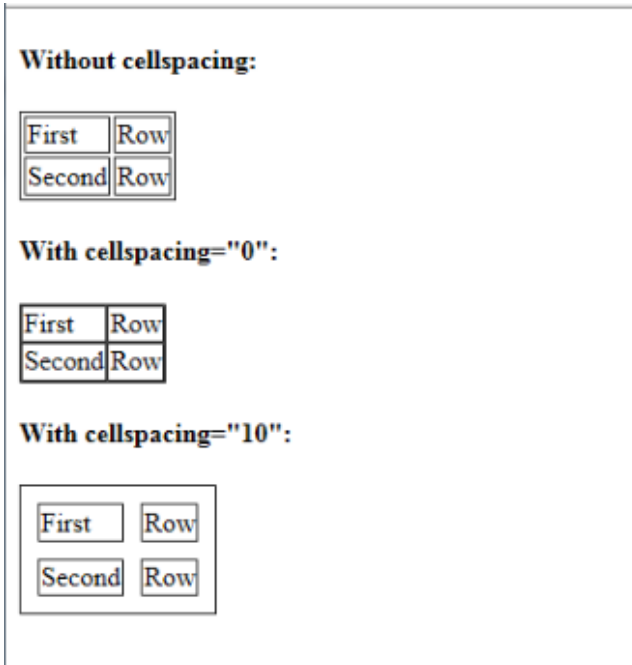 Without cellspacing:
First Row
Second Row
With cellspacing="0":
First Row
Second Row
With cellspacing="10":
First Row
Second Row